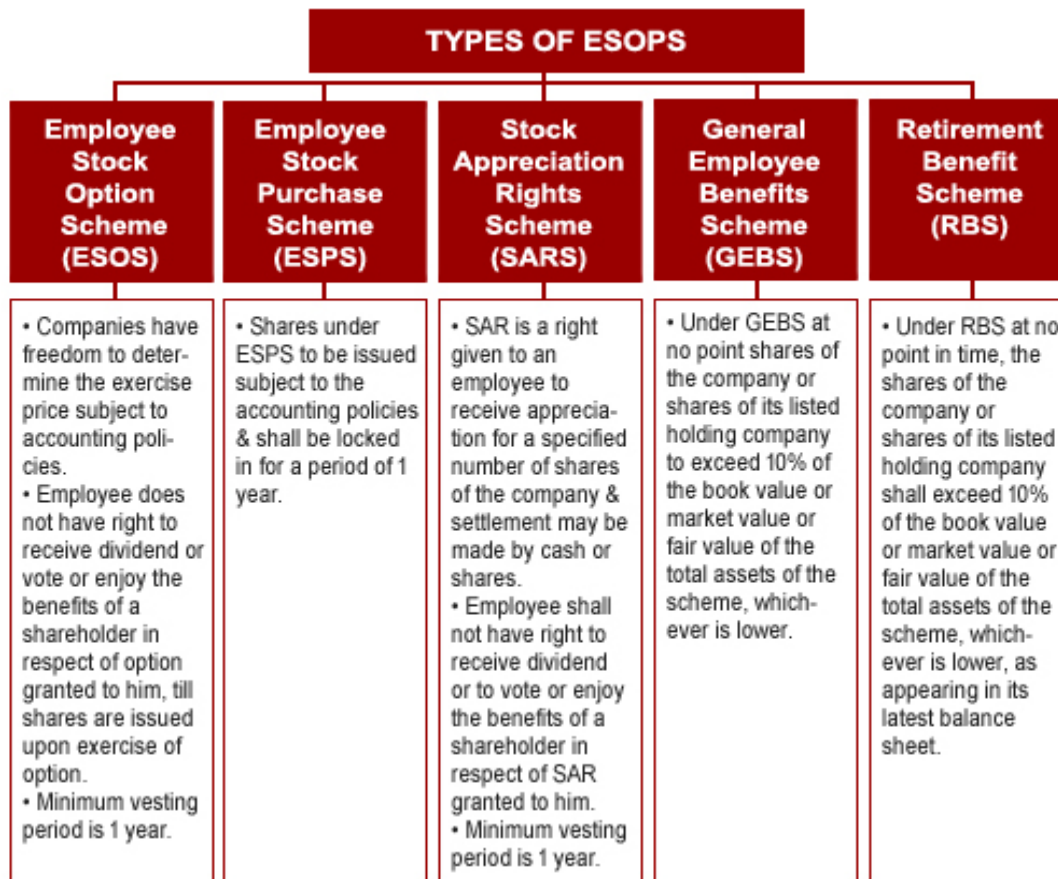 TYPES OF ESOPS
Employee
Stock
Option
Scheme
(ESOS)
• Companies have
freedom to deter-
mine the exercise
price subject to
accounting poli-
cies.
• Employee does
not have right to
receive dividend or
vote or enjoy the
benefits of a
shareholder in
respect of option
granted to him, till
shares are issued
upon exercise of
option.
• Minimum vesting
period is 1 year.
Employee
Stock
Purchase
Scheme
(ESPS)
• Shares under
ESPS to be issued
subject to the
accounting policies
& shall be locked
in for a period of 1
year.
Stock
Appreciation
Rights
Scheme
(SARS)
• SAR is a right
given to an
employee to
receive apprecia-
tion for a specified
number of shares
of the company &
settlement may be
made by cash or
shares.
• Employee shall
not have right to
receive dividend
or to vote or enjoy
the benefits of a
shareholder in
respect of SAR
granted to him.
• Minimum vesting
period is 1 year.
General
Employee
Benefits
Scheme
(GEBS)
• Under GEBS at
no point shares of
the company or
shares of its listed
holding company
to exceed 10% of
the book value or
market value or
fair value of the
total assets of the
scheme, which-
ever is lower.
Retirement
Benefit
Scheme
(RBS)
• Under RBS at no
point in time, the
shares of the
company or
shares of its listed
holding company
shall exceed 10%
of the book value
or market value or
fair value of the
total assets of the
scheme, which-
ever is lower, as
appearing in its
latest balance
sheet.